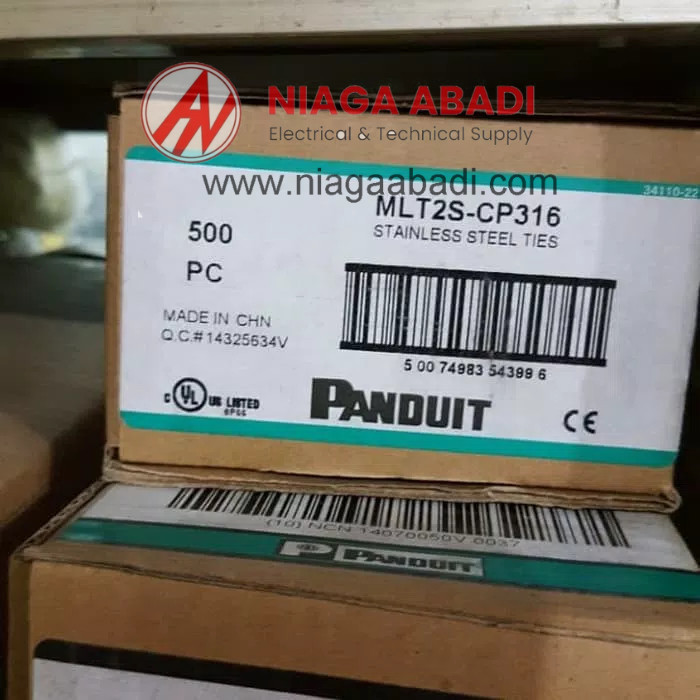 NIAGA ABADI
Electrical & Technical Supply
www.niagaabadi.com
34110-22
MLT2S-CP316
STAINLESS STEEL TIES
500
PC
MADE IN CHN
Q.C.#14325634V
5 00 74983 54399 6
C UL US LISTED
PANDUIT
CE
(10) NCN 14070050V-0037
PANDUIT